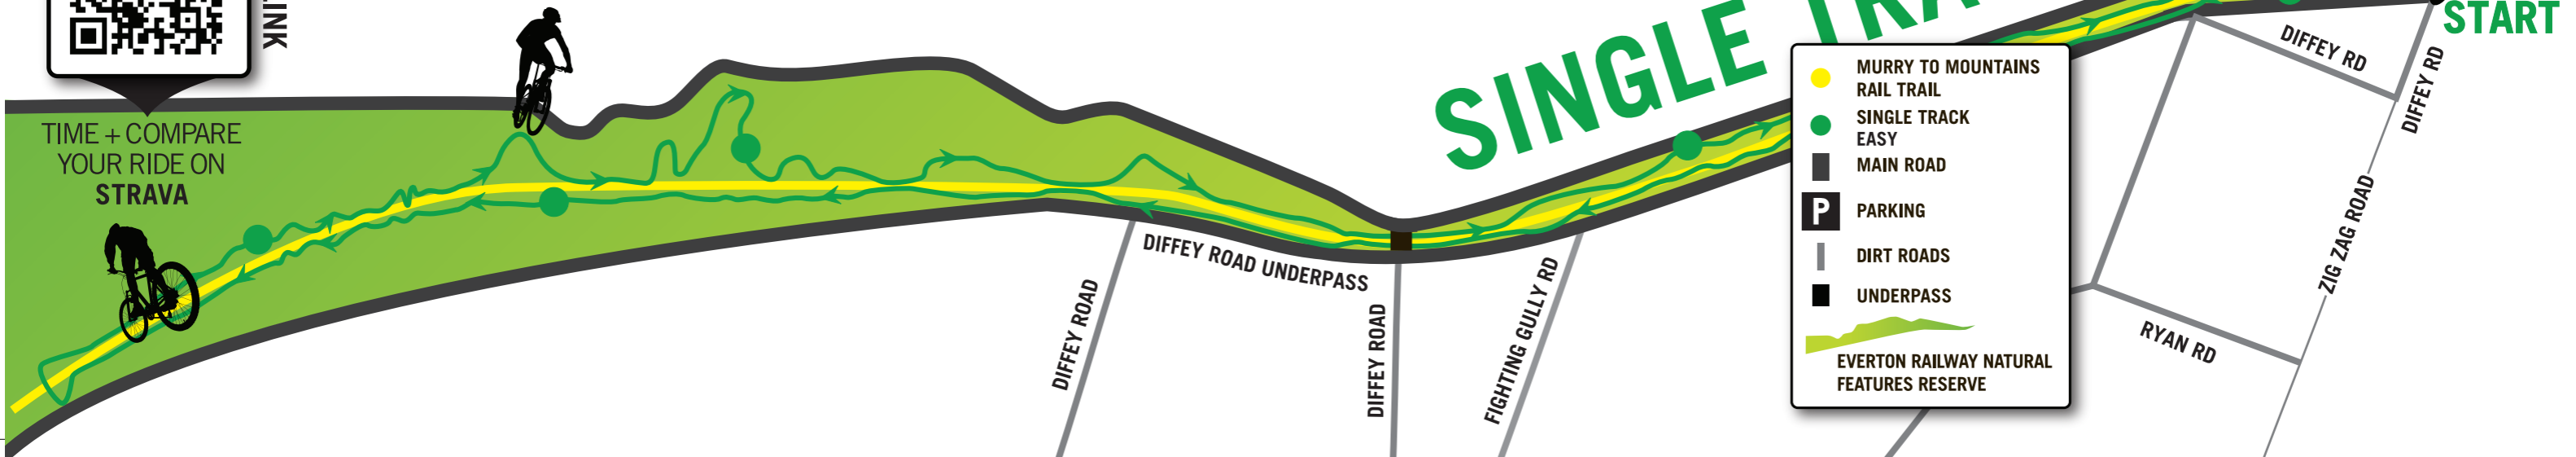 LINK
TIME + COMPARE
YOUR RIDE ON
STRAVA
SINGLE TRA
START
MURRY TO MOUNTAINS
RAIL TRAIL
SINGLE TRACK
EASY
MAIN ROAD
P PARKING
DIRT ROADS
UNDERPASS
EVERTON RAILWAY NATURAL
FEATURES RESERVE
DIFFEY RD
DIFFEY RD
ZIG ZAG ROAD
RYAN RD
DIFFEY ROAD UNDERPASS
DIFFEY ROAD
DIFFEY ROAD
FIGHTING GULLY RD